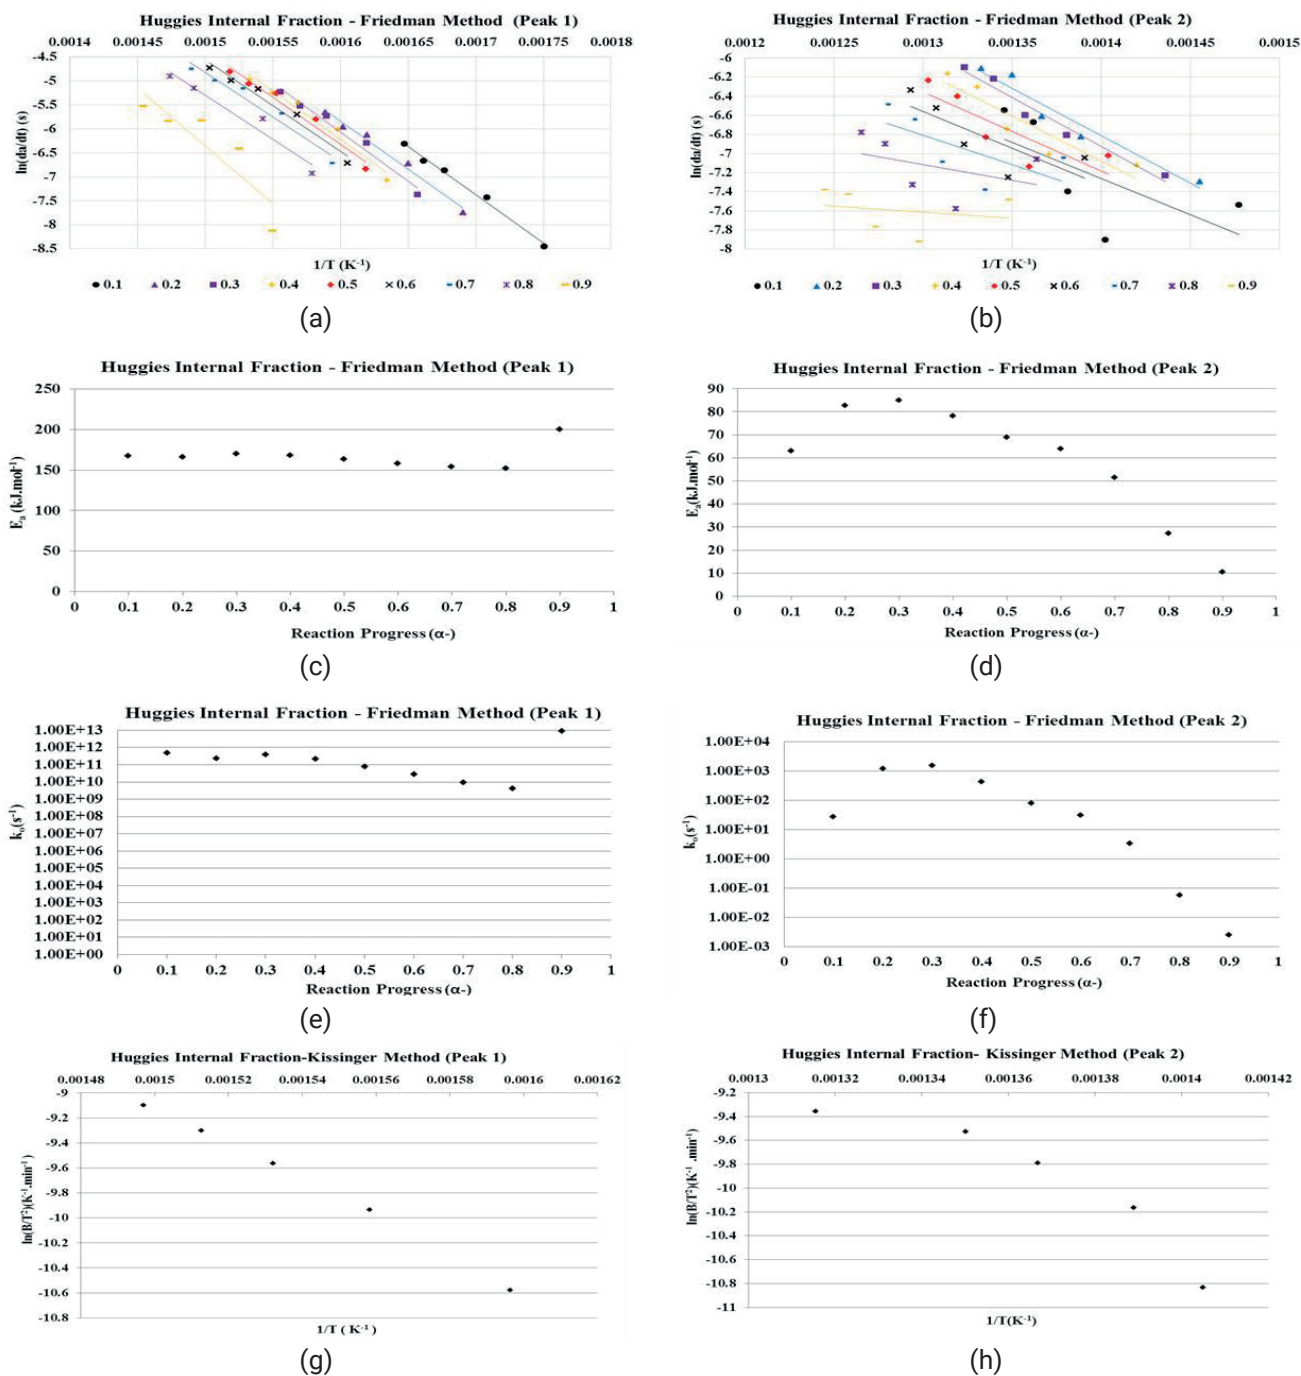 Huggies Internal Fraction - Friedman Method (Peak 1)
0.0014 0.00145 0.0015 0.00155 0.0016 0.00165 0.0017 0.00175 0.0018
-4.5
-5
-5.5
-6
-6.5
-7
-7.5
-8
-8.5
ln(da/dt) (s)
1/T (K⁻¹)
0.1 0.2 0.3 0.4 0.5 0.6 0.7 0.8 0.9
(a)
Huggies Internal Fraction - Friedman Method (Peak 2)
0.0012 0.00125 0.0013 0.00135 0.0014 0.00145 0.0015
-6
-6.2
-6.4
-6.6
-6.8
-7
-7.2
-7.4
-7.6
-7.8
-8
ln(da/dt) (s)
1/T (K⁻¹)
0.1 0.2 0.3 0.4 0.5 0.6 0.7 0.8 0.9
(b)
Huggies Internal Fraction - Friedman Method (Peak 1)
250
200
150
100
50
0
Eₐ (kJ.mol⁻¹)
0 0.1 0.2 0.3 0.4 0.5 0.6 0.7 0.8 0.9 1
Reaction Progress (α-)
(c)
Huggies Internal Fraction - Friedman Method (Peak 2)
90
80
70
60
50
40
30
20
10
0
Eₐ(kJ.mol⁻¹)
0 0.1 0.2 0.3 0.4 0.5 0.6 0.7 0.8 0.9 1
Reaction Progress (α-)
(d)
Huggies Internal Fraction - Friedman Method (Peak 1)
1.00E+13
1.00E+12
1.00E+11
1.00E+10
1.00E+09
1.00E+08
1.00E+07
1.00E+06
1.00E+05
1.00E+04
1.00E+03
1.00E+02
1.00E+01
1.00E+00
k₀(s⁻¹)
0 0.1 0.2 0.3 0.4 0.5 0.6 0.7 0.8 0.9 1
Reaction Progress (α-)
(e)
Huggies Internal Fraction - Friedman Method (Peak 2)
1.00E+04
1.00E+03
1.00E+02
1.00E+01
1.00E+00
1.00E-01
1.00E-02
1.00E-03
k₀(s⁻¹)
0 0.1 0.2 0.3 0.4 0.5 0.6 0.7 0.8 0.9 1
Reaction Progress (α-)
(f)
Huggies Internal Fraction-Kissinger Method (Peak 1)
0.00148 0.0015 0.00152 0.00154 0.00156 0.00158 0.0016 0.00162
-9
-9.2
-9.4
-9.6
-9.8
-10
-10.2
-10.4
-10.6
-10.8
ln(B/T²)(K⁻¹.min⁻¹)
1/T ( K⁻¹ )
(g)
Huggies Internal Fraction- Kissinger Method (Peak 2)
0.0013 0.00132 0.00134 0.00136 0.00138 0.0014 0.00142
-9.2
-9.4
-9.6
-9.8
-10
-10.2
-10.4
-10.6
-10.8
-11
ln(B/T²)(K⁻¹ .min⁻¹)
1/T(K⁻¹)
(h)